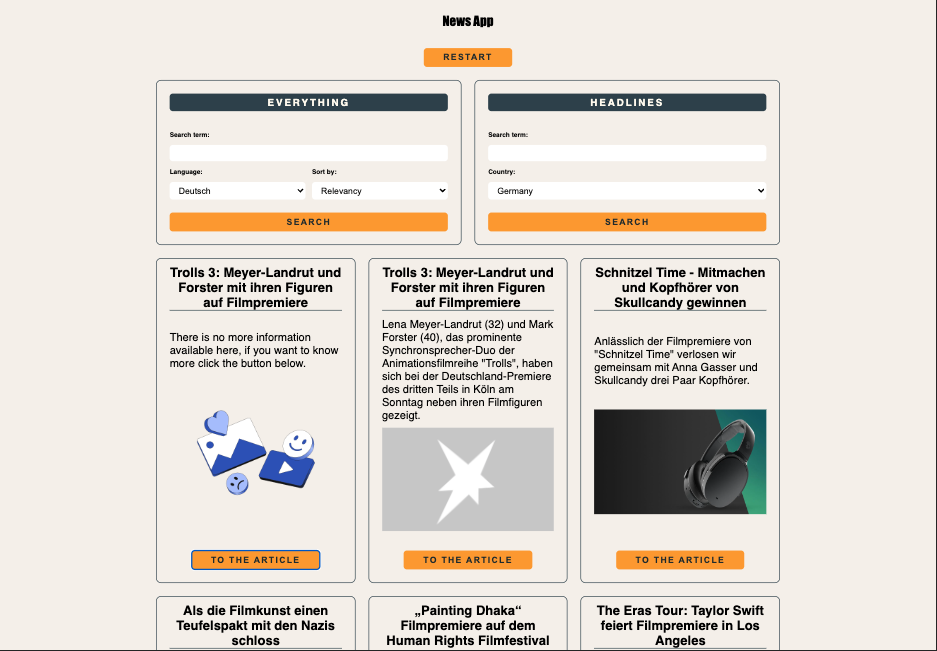 News App
RESTART
EVERYTHING
Search term:
Language:
Sort by:
Deutsch
Relevancy
SEARCH
HEADLINES
Search term:
Country:
Germany
SEARCH
Trolls 3: Meyer-Landrut und
Forster mit ihren Figuren
auf Filmpremiere
There is no more information
available here, if you want to know
more click the button below.
TO THE ARTICLE
Trolls 3: Meyer-Landrut und
Forster mit ihren Figuren
auf Filmpremiere
Lena Meyer-Landrut (32) und Mark
Forster (40), das prominente
Synchronsprecher-Duo der
Animationsfilmreihe "Trolls", haben
sich bei der Deutschland-Premiere
des dritten Teils in Köln am
Sonntag neben ihren Filmfiguren
gezeigt.
TO THE ARTICLE
Schnitzel Time - Mitmachen
und Kopfhörer von
Skullcandy gewinnen
Anlässlich der Filmpremiere von
"Schnitzel Time" verlosen wir
gemeinsam mit Anna Gasser und
Skullcandy drei Paar Kopfhörer.
TO THE ARTICLE
Als die Filmkunst einen
Teufelspakt mit den Nazis
schloss
„Painting Dhaka“
Filmpremiere auf dem
Human Rights Filmfestival
The Eras Tour: Taylor Swift
feiert Filmpremiere in Los
Angeles